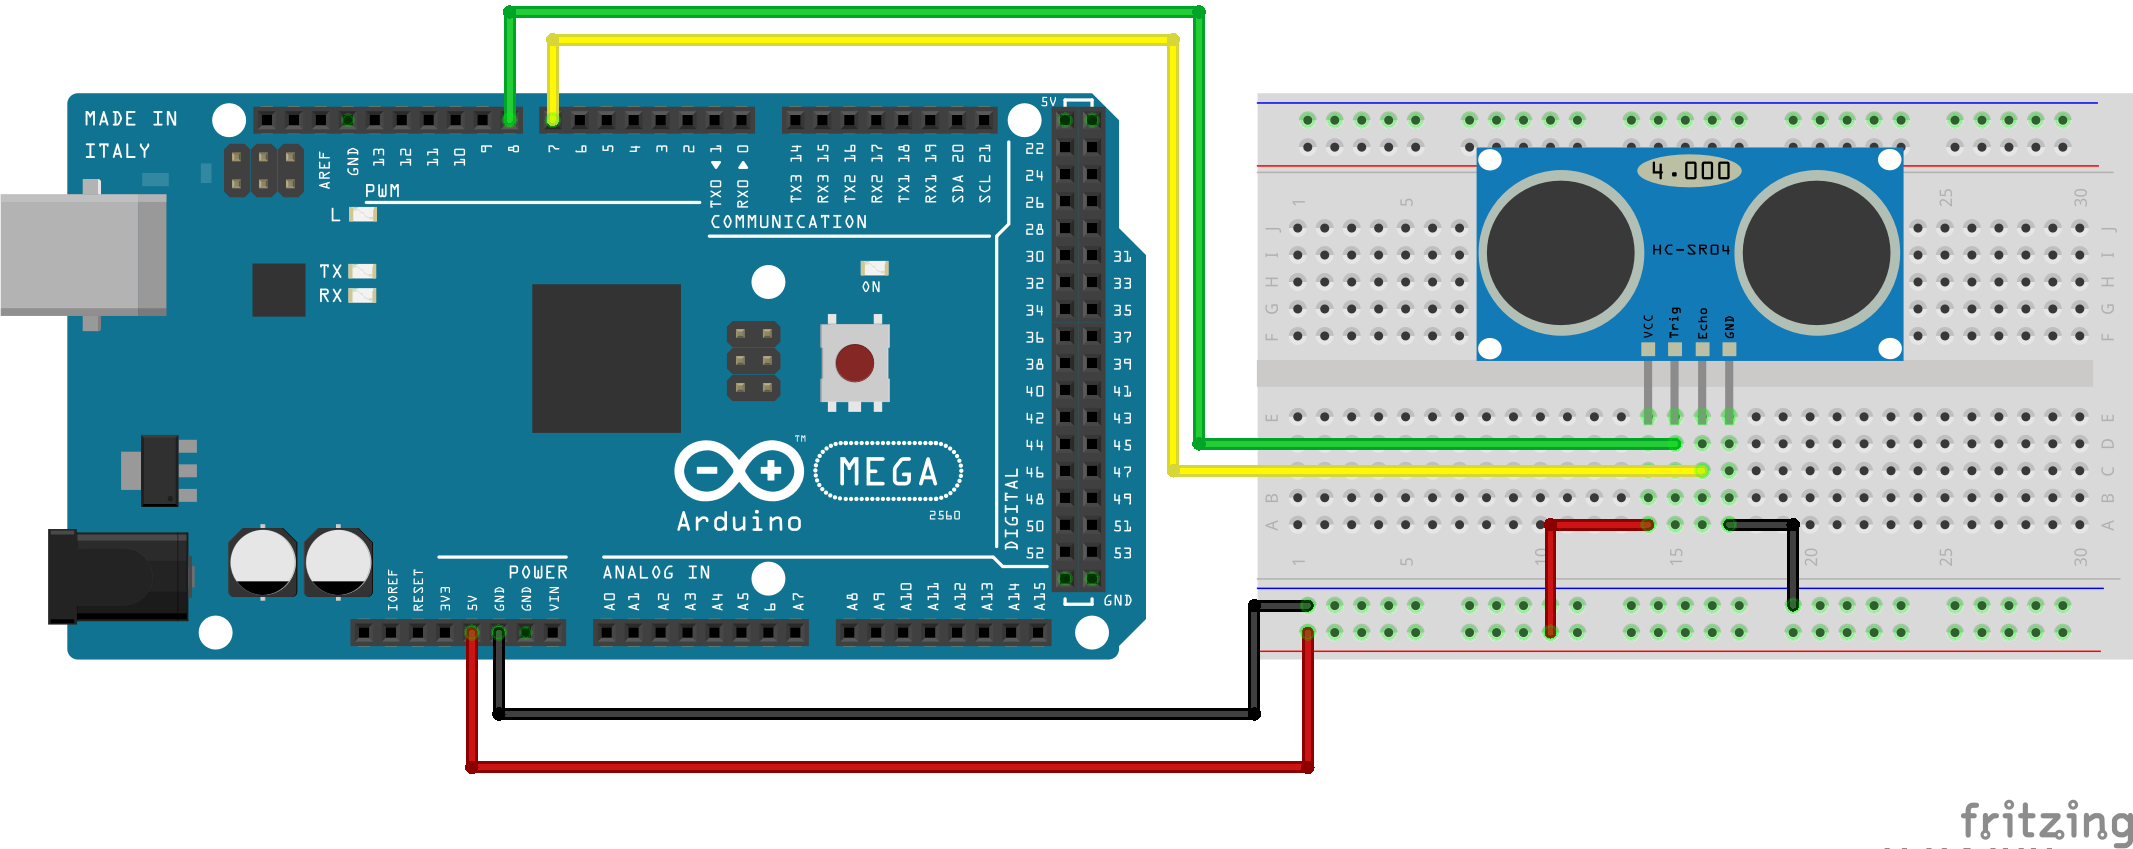 MADE IN
ITALY
AREF
GND
13
12
11
10
9
8
7
6
5
4
3
2
TX0 1
RX0 0
TX3 14
RX3 15
TX2 16
RX2 17
TX1 18
RX1 19
SDA 20
SCL 21
5V
PWM
L
COMMUNICATION
TX
RX
ON
22
24
26
28
30 31
32 33
34 35
36 37
38 39
40 41
42 43
44 45
46 47
48 49
50 51
52 53
GND
DIGITAL
TM
MEGA
2560
Arduino
POWER
ANALOG IN
IOREF
RESET
3V3
5V
GND
GND
VIN
A0
A1
A2
A3
A4
A5
6
A7
A8
A9
A10
A11
A12
A13
A14
A15
4.000
HC-SR04
VCC
Trig
Echo
GND
1 5 25 30
J J
I I
H H
G G
F F
E E
D D
C C
B B
A A
1 5 10 15 20 25 30
fritzing